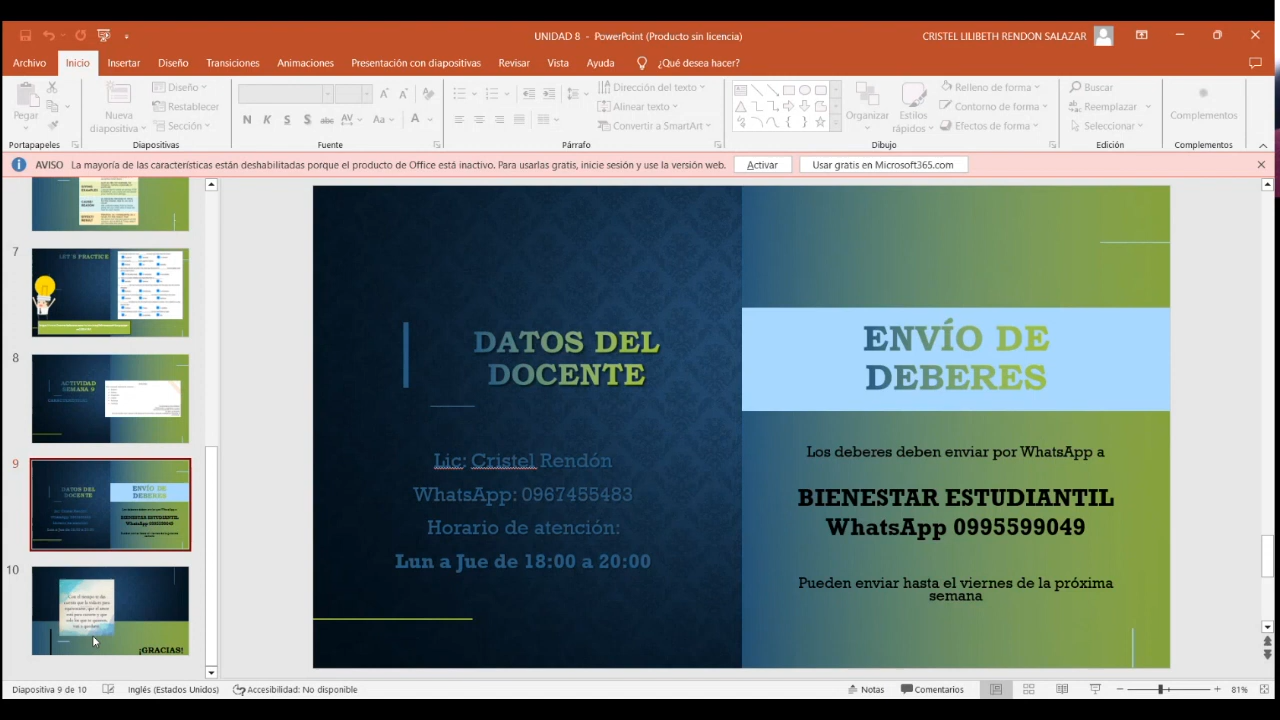 UNIDAD 8 - PowerPoint (Producto sin licencia)
CRISTEL LILIBETH RENDON SALAZAR
Archivo Inicio Insertar Diseño Transiciones Animaciones Presentación con diapositivas Revisar Vista Ayuda ¿Qué desea hacer?
Pegar
Nueva diapositiva
Diseño
Restablecer
Sección
N K S S abc AV Aa A
Dirección del texto
Alinear texto
Convertir a SmartArt
Organizar
Estilos rápidos
Relleno de forma
Contorno de forma
Efectos de forma
Buscar
Reemplazar
Seleccionar
Complementos
Portapapeles Diapositivas Fuente Párrafo Dibujo Edición Complementos
AVISO La mayoría de las características están deshabilitadas porque el producto de Office está inactivo. Para usarlas gratis, inicie sesión y use la versión web. Activar Usar gratis en Microsoft365.com
7
LET'S PRACTICE
8
ACTIVIDAD
SEMANA 9
9
DATOS DEL
DOCENTE
ENVÍO DE
DEBERES
10
¡GRACIAS!
DATOS DEL
DOCENTE
Lic: Cristel Rendón
WhatsApp: 0967455483
Horario de atención:
Lun a Jue de 18:00 a 20:00
ENVÍO DE
DEBERES
Los deberes deben enviar por WhatsApp a
BIENESTAR ESTUDIANTIL
WhatsApp 0995599049
Pueden enviar hasta el viernes de la próxima
semana
Diapositiva 9 de 10 Inglés (Estados Unidos) Accesibilidad: No disponible Notas Comentarios 81%